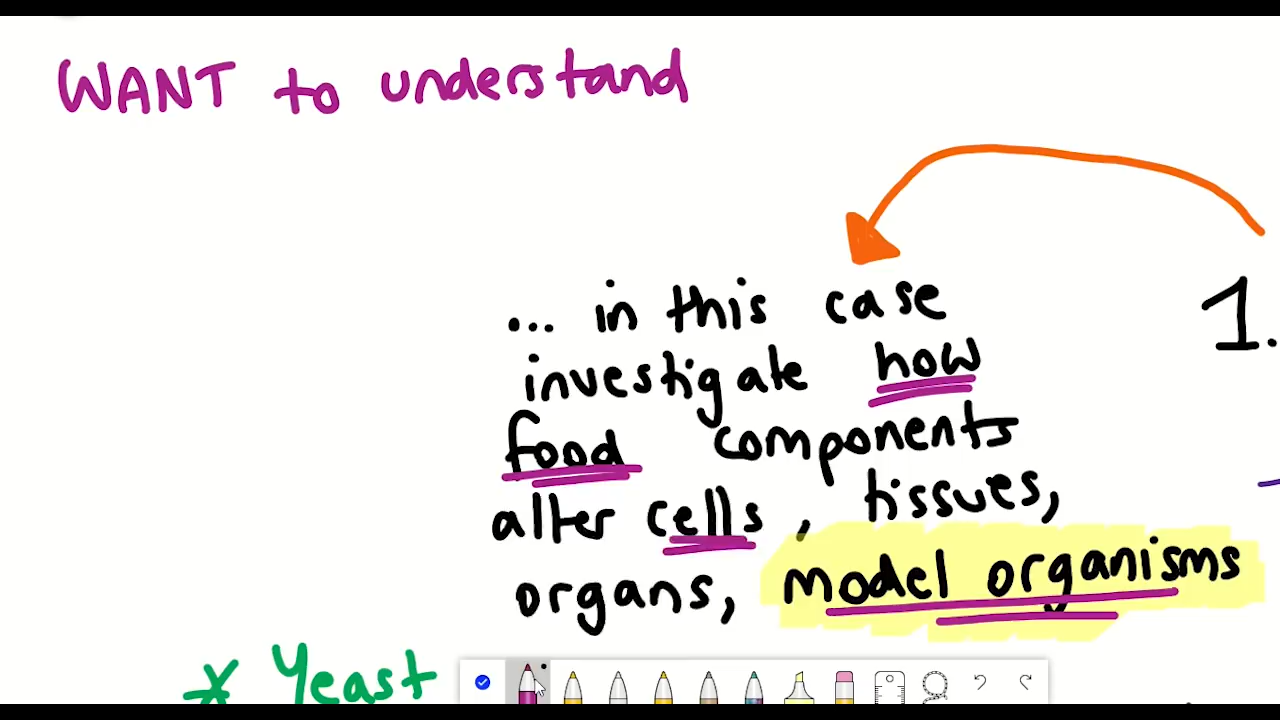 WANT to understand
... in this case
1.
investigate how
food components
alter cells, tissues,
organs, model organisms
* Yeast